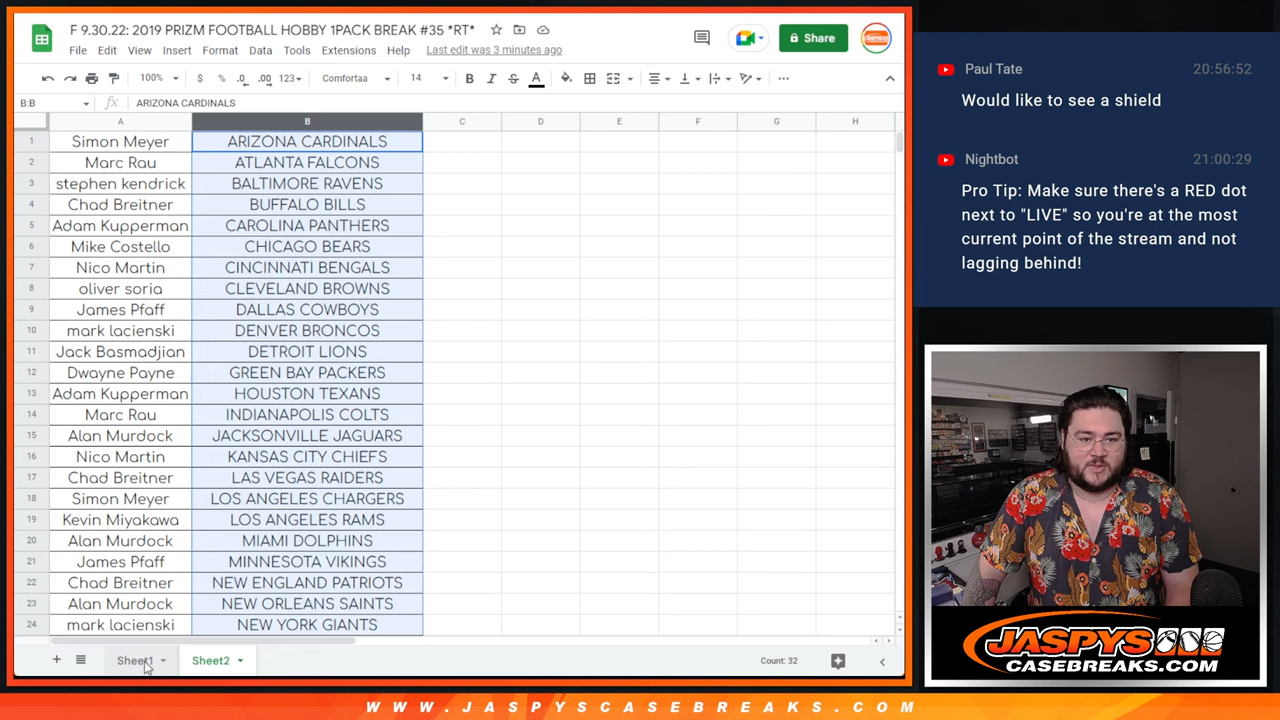 F 9.30.22: 2019 PRIZM FOOTBALL HOBBY 1PACK BREAK #35 *RT*
File Edit View Insert Format Data Tools Extensions Help Last edit was 3 minutes ago
Share
100% $ % .0 .00 123 Comfortaa 14 B I S A
B:B fx ARIZONA CARDINALS
A B C D E F G H
1 Simon Meyer ARIZONA CARDINALS
2 Marc Rau ATLANTA FALCONS
3 stephen kendrick BALTIMORE RAVENS
4 Chad Breitner BUFFALO BILLS
5 Adam Kupperman CAROLINA PANTHERS
6 Mike Costello CHICAGO BEARS
7 Nico Martin CINCINNATI BENGALS
8 oliver soria CLEVELAND BROWNS
9 James Pfaff DALLAS COWBOYS
10 mark lacienski DENVER BRONCOS
11 Jack Basmadjian DETROIT LIONS
12 Dwayne Payne GREEN BAY PACKERS
13 Adam Kupperman HOUSTON TEXANS
14 Marc Rau INDIANAPOLIS COLTS
15 Alan Murdock JACKSONVILLE JAGUARS
16 Nico Martin KANSAS CITY CHIEFS
17 Chad Breitner LAS VEGAS RAIDERS
18 Simon Meyer LOS ANGELES CHARGERS
19 Kevin Miyakawa LOS ANGELES RAMS
20 Alan Murdock MIAMI DOLPHINS
21 James Pfaff MINNESOTA VIKINGS
22 Chad Breitner NEW ENGLAND PATRIOTS
23 Alan Murdock NEW ORLEANS SAINTS
24 mark lacienski NEW YORK GIANTS
+ Sheet1 Sheet2 Count: 32
Paul Tate 20:56:52
Would like to see a shield
Nightbot 21:00:29
Pro Tip: Make sure there's a RED dot
next to "LIVE" so you're at the most
current point of the stream and not
lagging behind!
JASPYS
CASEBREAKS.COM
WWW.JASPYSCASEBREAKS.COM